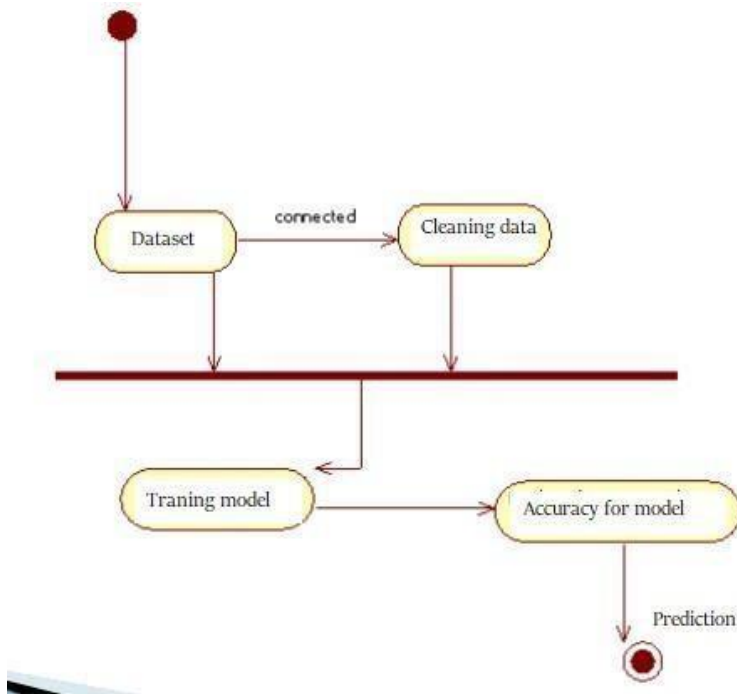 connected
Dataset
Cleaning data
Traning model
Accuracy for model
Prediction